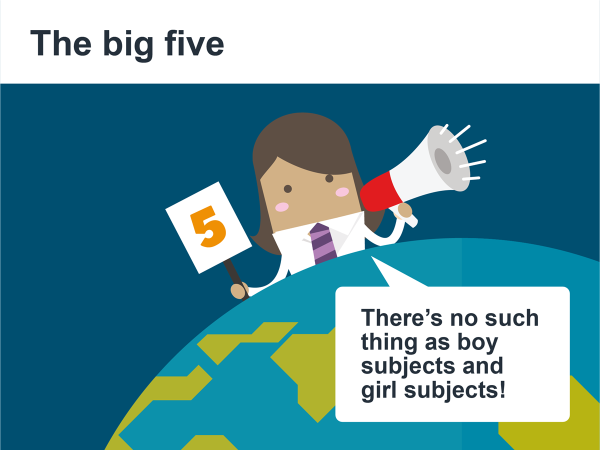 The big five
5
There’s no such
thing as boy
subjects and
girl subjects!